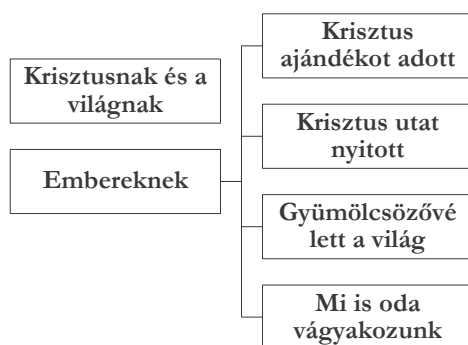 Krisztusnak és a
világnak
Embereknek
Krisztus
ajándékot adott
Krisztus utat
nyitott
Gyümölcsözővé
lett a világ
Mi is oda
vágyakozunk